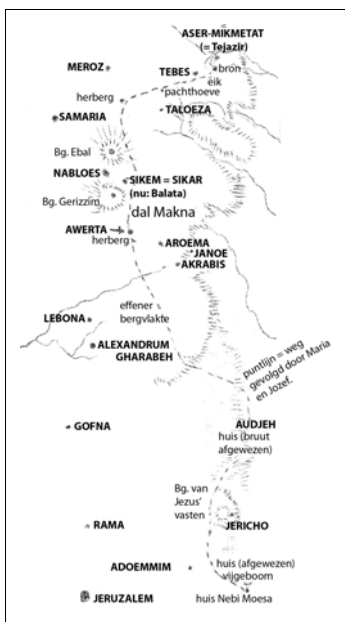 ASER-MIKMETAT
(= Tejazir)
MEROZ
TEBES
bron
eik
pachthoeve
herberg
TALOEZA
SAMARIA
Bg. Ebal
NABLOES
SIKEM = SIKAR
(nu: Balata)
Bg. Gerizzim
dal Makna
AWERTA
herberg
AROEMA
JANOE
AKRABIS
effener
bergvlakte
LEBONA
ALEXANDRUM
GHARABEH
puntlijn = weg
gevolgd door Maria
en Jozef.
GOFNA
AUDJEH
huis (bruut
afgewezen)
Bg. van
Jezus'
vasten
RAMA
JERICHO
ADOEMMIM
huis (afgewezen)
vijgeboom
JERUZALEM
huis Nebi Moesa